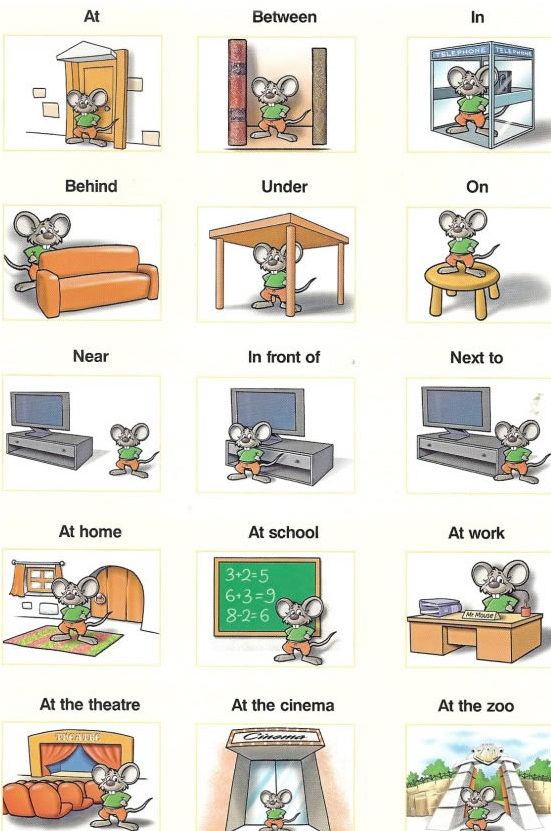 At
Between
In
TELEPHONE
TELEPHONE
Behind
Under
On
Near
In front of
Next to
At home
At school
At work
3+2=5
6+3=9
8-2=6
Mr Mouse
At the theatre
At the cinema
At the zoo
THEATRE
Cinema